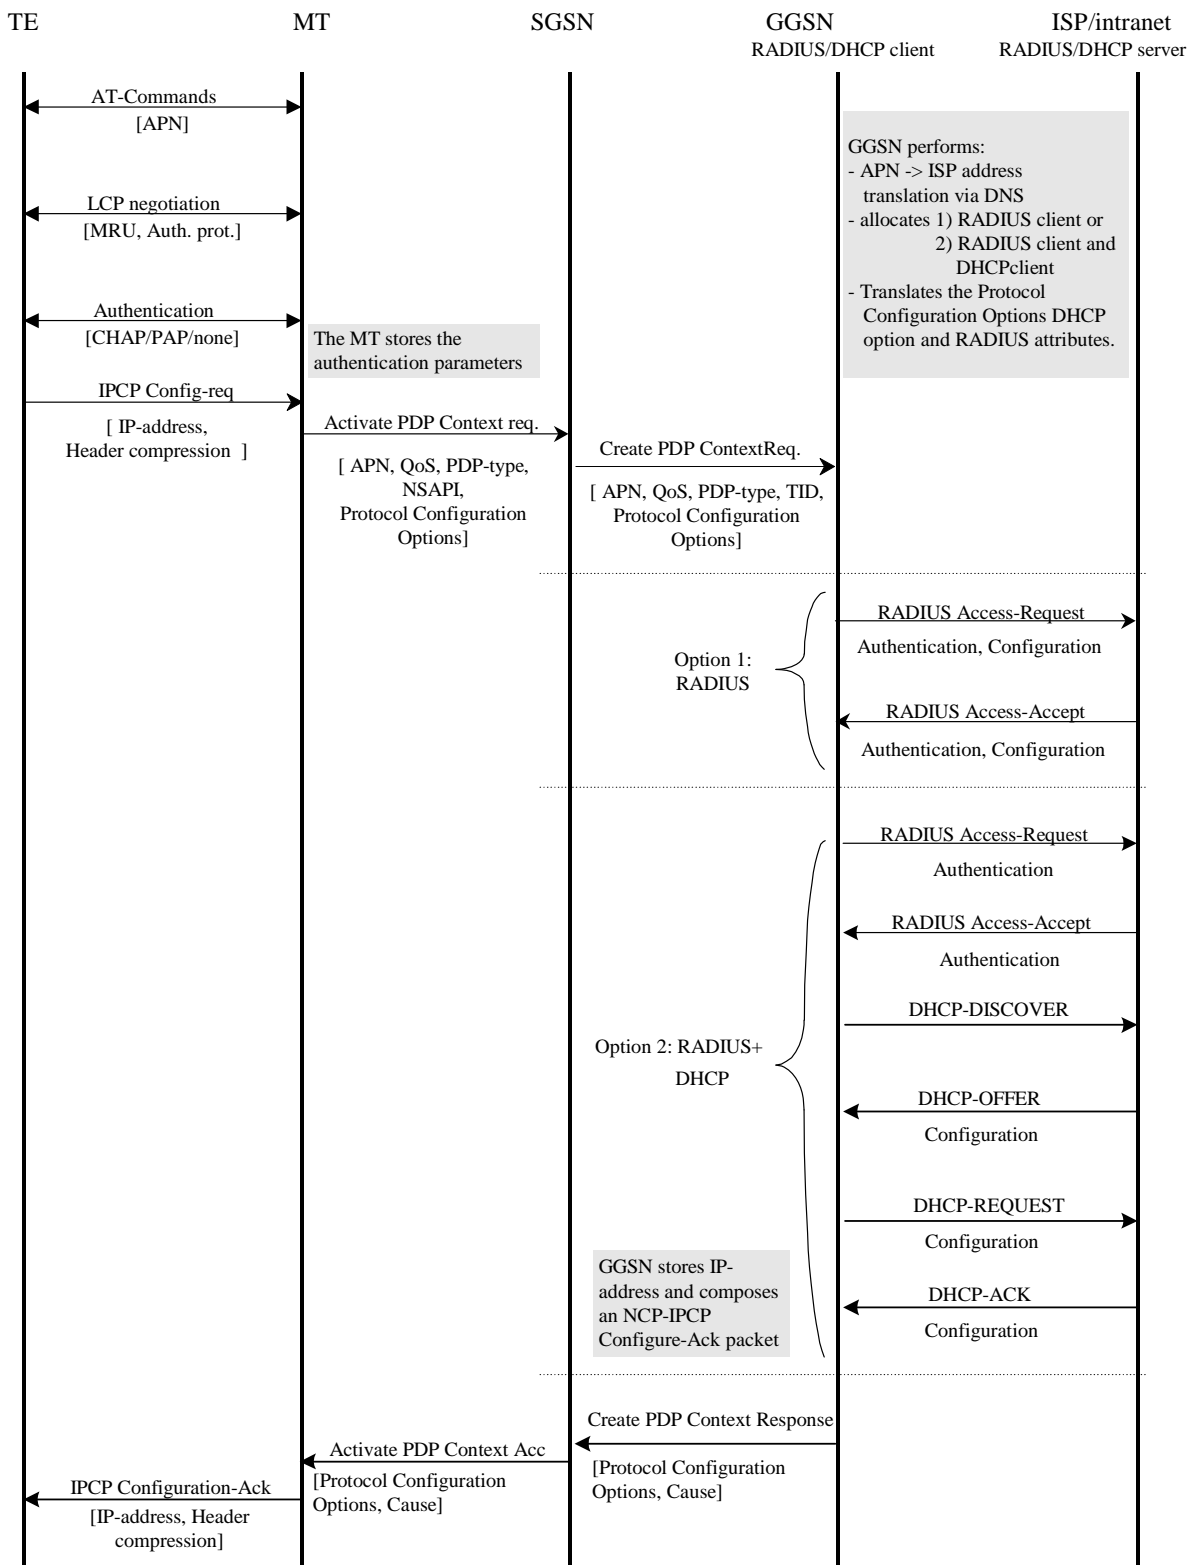 TE
MT
SGSN
GGSN
ISP/intranet
RADIUS/DHCP client
RADIUS/DHCP server
AT-Commands
[APN]
GGSN performs:
- APN -> ISP address
translation via DNS
- allocates 1) RADIUS client or
2) RADIUS client and
DHCPclient
- Translates the Protocol
Configuration Options DHCP
option and RADIUS attributes.
LCP negotiation
[MRU, Auth. prot.]
Authentication
[CHAP/PAP/none]
The MT stores the
authentication parameters
IPCP Config-req
[ IP-address,
Header compression ]
Activate PDP Context req.
[ APN, QoS, PDP-type,
NSAPI,
Protocol Configuration
Options]
Create PDP ContextReq.
[ APN, QoS, PDP-type, TID,
Protocol Configuration
Options]
Option 1:
RADIUS
RADIUS Access-Request
Authentication, Configuration
RADIUS Access-Accept
Authentication, Configuration
Option 2: RADIUS+
DHCP
RADIUS Access-Request
Authentication
RADIUS Access-Accept
Authentication
DHCP-DISCOVER
DHCP-OFFER
Configuration
DHCP-REQUEST
Configuration
DHCP-ACK
Configuration
GGSN stores IP-
address and composes
an NCP-IPCP
Configure-Ack packet
Create PDP Context Response
[Protocol Configuration
Options, Cause]
Activate PDP Context Acc
[Protocol Configuration
Options, Cause]
IPCP Configuration-Ack
[IP-address, Header
compression]